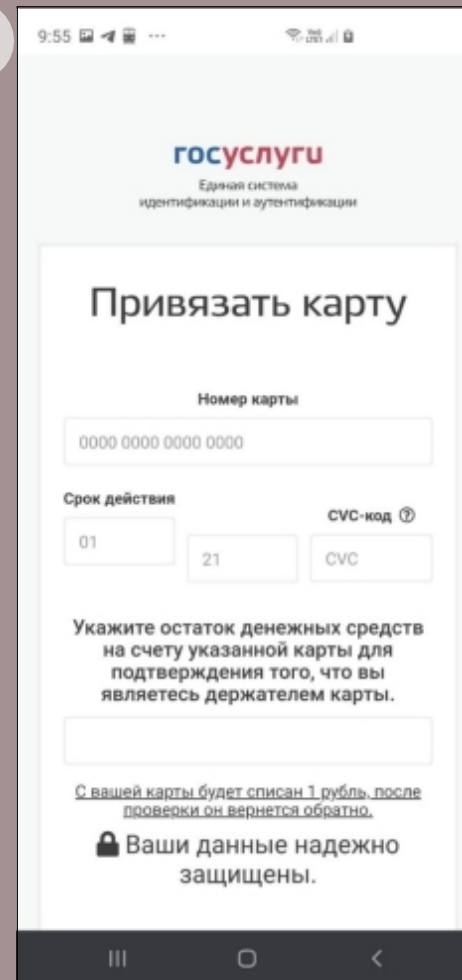 9:55
госуслуги
Единая система
идентификации и аутентификации
Привязать карту
Номер карты
0000 0000 0000 0000
Срок действия
CVC-код
01
21
CVC
Укажите остаток денежных средств
на счету указанной карты для
подтверждения того, что вы
являетесь держателем карты.
С вашей карты будет списан 1 рубль, после
проверки он вернется обратно.
Ваши данные надежно
защищены.